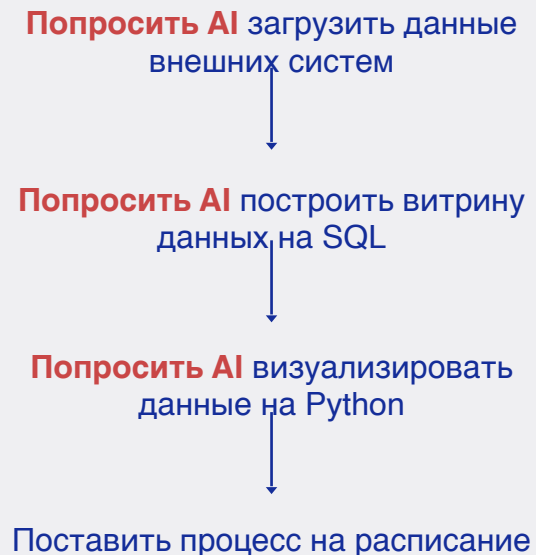 Попросить AI загрузить данные
внешних систем
Попросить AI построить витрину
данных на SQL
Попросить AI визуализировать
данные на Python
Поставить процесс на расписание